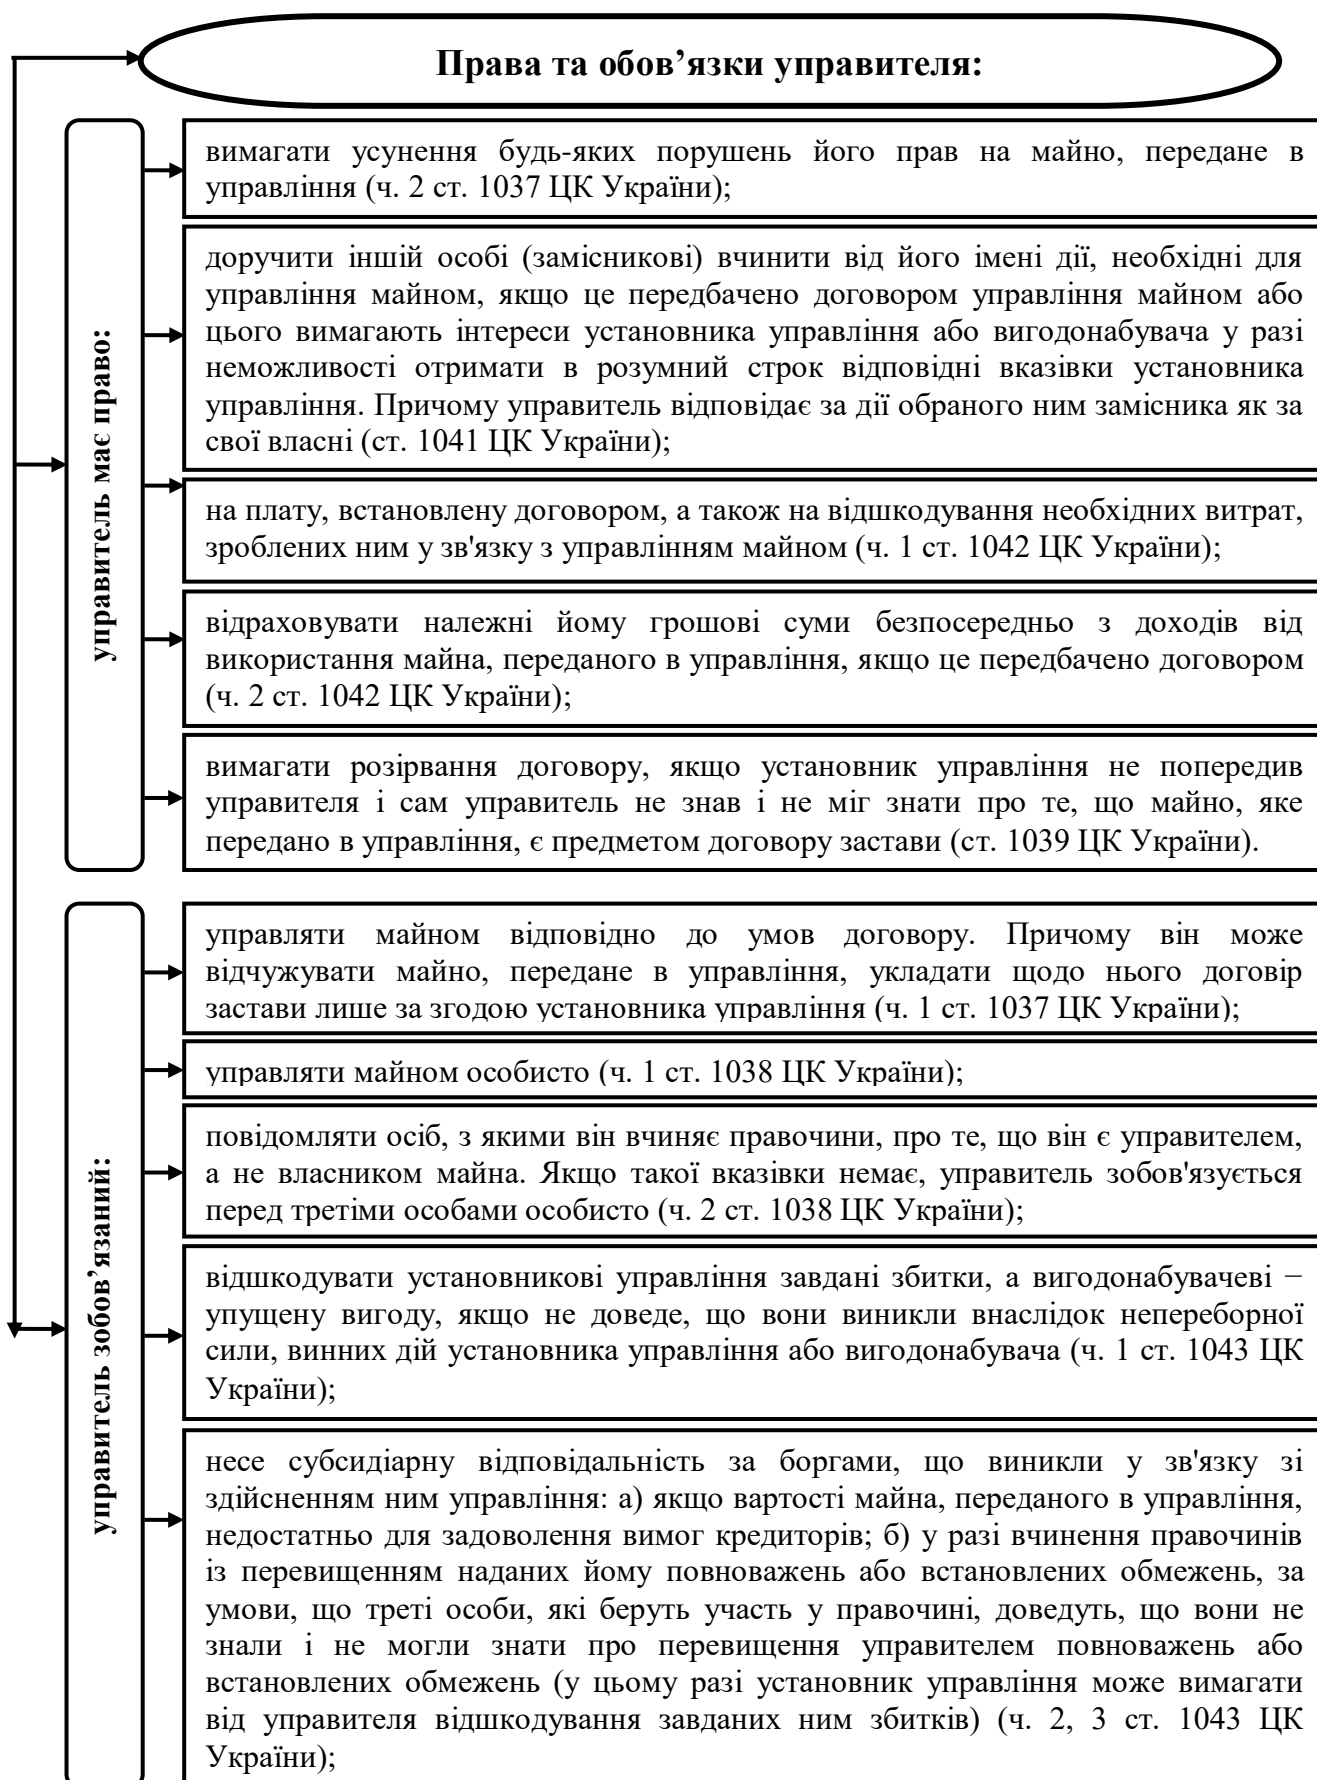 Права та обов’язки управителя:
управитель має право:
вимагати усунення будь-яких порушень його прав на майно, передане в
управління (ч. 2 ст. 1037 ЦК України);
доручити іншій особі (замісникові) вчинити від його імені дії, необхідні для
управління майном, якщо це передбачено договором управління майном або
цього вимагають інтереси установника управління або вигодонабувача у разі
неможливості отримати в розумний строк відповідні вказівки установника
управління. Причому управитель відповідає за дії обраного ним замісника як за
свої власні (ст. 1041 ЦК України);
на плату, встановлену договором, а також на відшкодування необхідних витрат,
зроблених ним у зв'язку з управлінням майном (ч. 1 ст. 1042 ЦК України);
відраховувати належні йому грошові суми безпосередньо з доходів від
використання майна, переданого в управління, якщо це передбачено договором
(ч. 2 ст. 1042 ЦК України);
вимагати розірвання договору, якщо установник управління не попередив
управителя і сам управитель не знав і не міг знати про те, що майно, яке
передано в управління, є предметом договору застави (ст. 1039 ЦК України).
управитель зобов’язаний:
управляти майном відповідно до умов договору. Причому він може
відчужувати майно, передане в управління, укладати щодо нього договір
застави лише за згодою установника управління (ч. 1 ст. 1037 ЦК України);
управляти майном особисто (ч. 1 ст. 1038 ЦК України);
повідомляти осіб, з якими він вчиняє правочини, про те, що він є управителем,
а не власником майна. Якщо такої вказівки немає, управитель зобов'язується
перед третіми особами особисто (ч. 2 ст. 1038 ЦК України);
відшкодувати установникові управління завдані збитки, а вигодонабувачеві −
упущену вигоду, якщо не доведе, що вони виникли внаслідок непереборної
сили, винних дій установника управління або вигодонабувача (ч. 1 ст. 1043 ЦК
України);
несе субсидіарну відповідальність за боргами, що виникли у зв'язку зі
здійсненням ним управління: а) якщо вартості майна, переданого в управління,
недостатньо для задоволення вимог кредиторів; б) у разі вчинення правочинів
із перевищенням наданих йому повноважень або встановлених обмежень, за
умови, що треті особи, які беруть участь у правочині, доведуть, що вони не
знали і не могли знати про перевищення управителем повноважень або
встановлених обмежень (у цьому разі установник управління може вимагати
від управителя відшкодування завданих ним збитків) (ч. 2, 3 ст. 1043 ЦК
України);